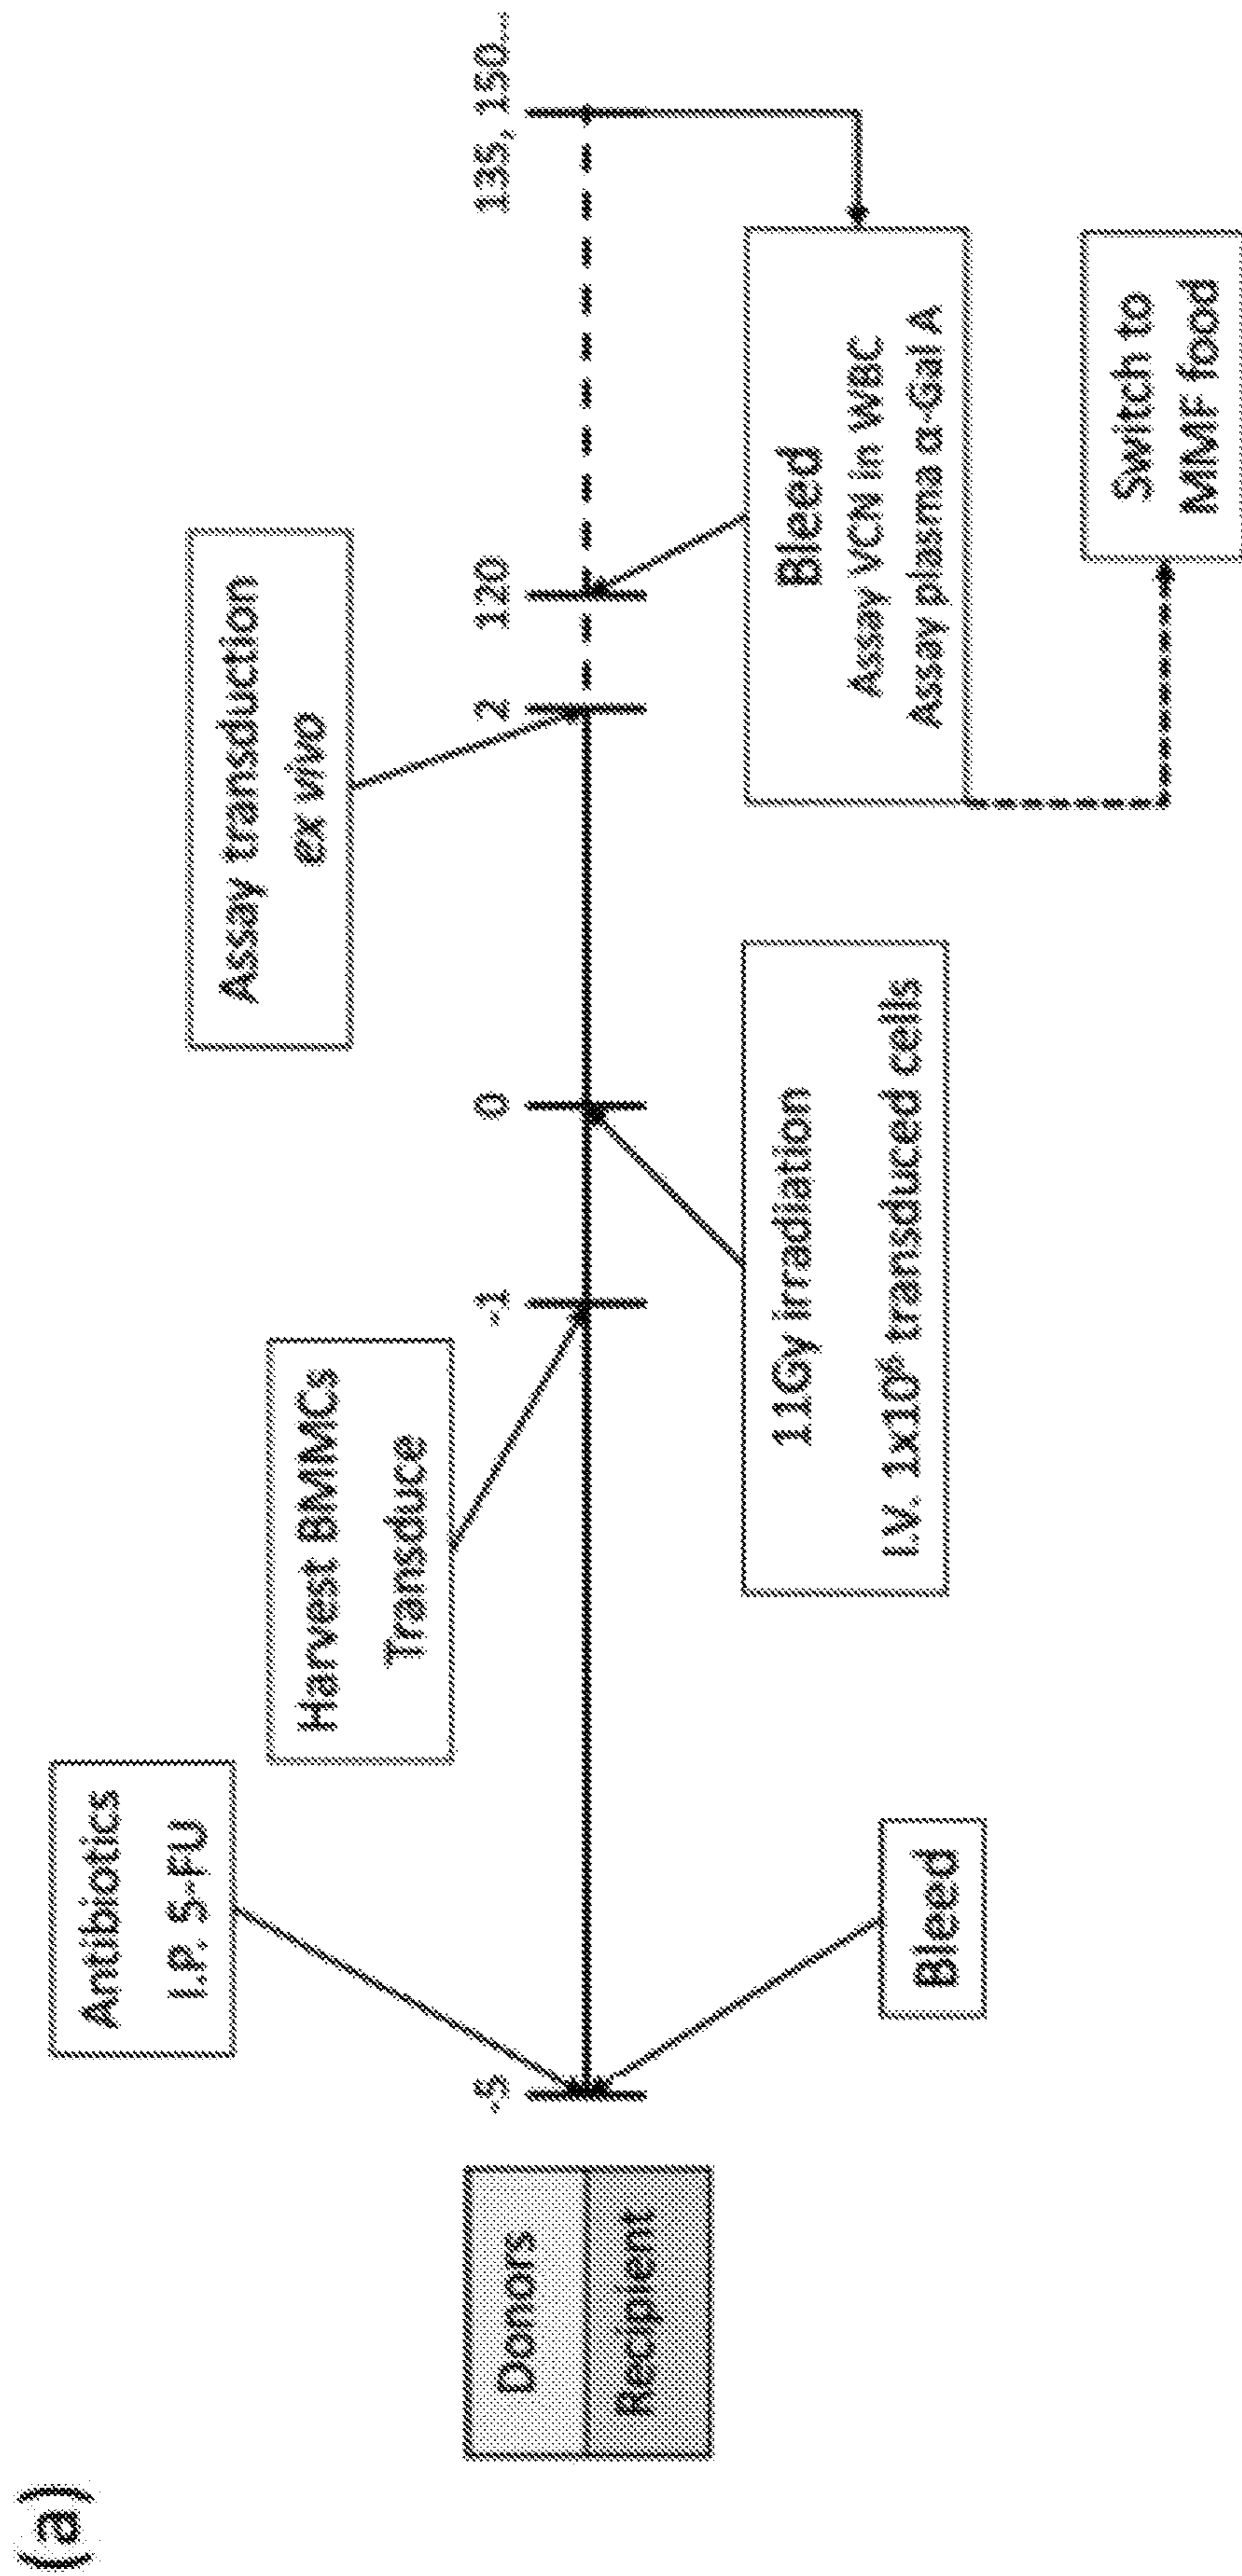 (a)
Antibiotics
I.P. 5-FU
Harvest BMMCs
Transduce
Assay transduction
ex vivo
Donors
Recipient
-5
-1
0
2
120
135, 150...
Bleed
11Gy irradiation
I.V. 1x10⁶ transduced cells
Bleed
Assay VCN in WBC
Assay plasma α-Gal A
Switch to
MMF food